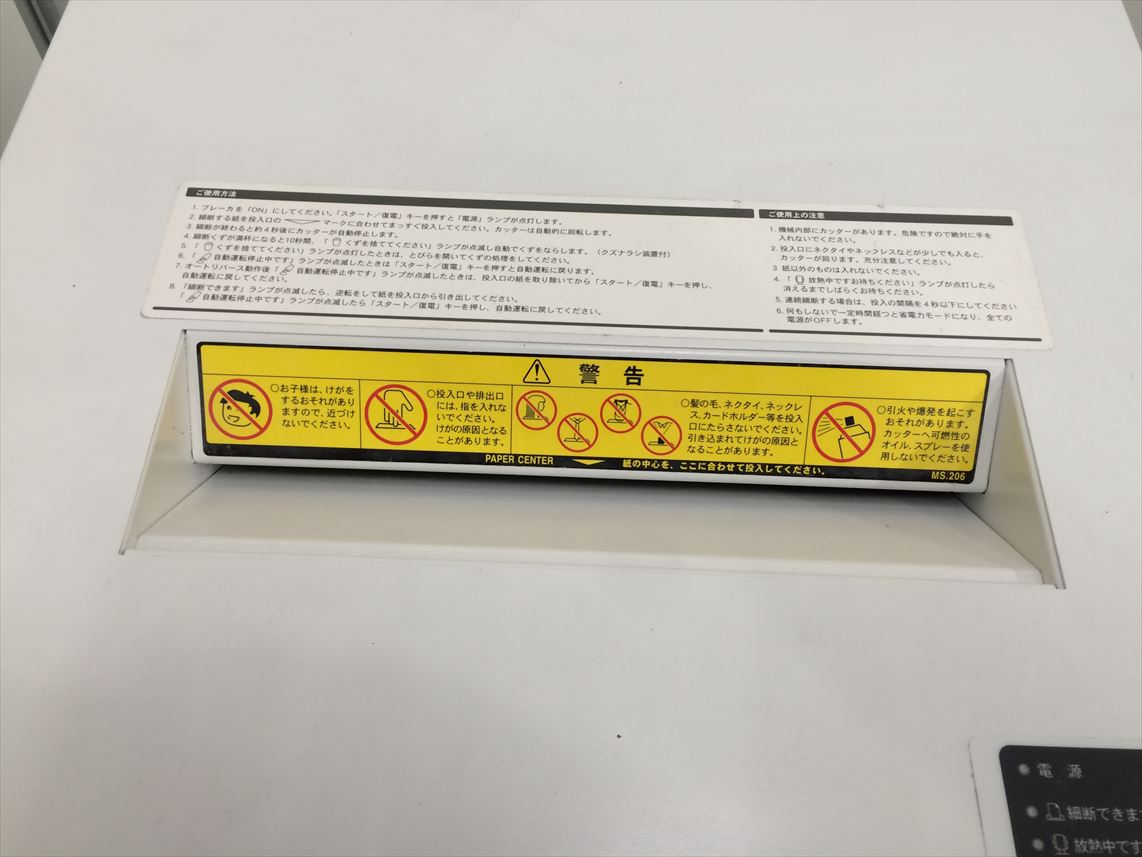 ご使用方法
1. ブレーカを「ON」にしてください。「スタート／復電」キーを押すと「電源」ランプが点灯します。
2. 細断する紙を投入口の マークに合わせてまっすぐ投入してください。カッターは自動的に回転します。
3. 細断が終わると約4秒後にカッターが自動停止します。
4. 細断くずが満杯になると10秒間、「 くずを捨ててください」ランプが点滅し自動でくずをならします。(クズナラシ装置付)
5. 「 くずを捨ててください」ランプが点灯したときは、とびらを開いてくずの処理をしてください。
6. 「 自動運転停止中です」ランプが点滅したときは「スタート／復電」キーを押すと自動運転に戻ります。
7. オートリバース動作後「 自動運転停止中です」ランプが点滅したときは、投入口の紙を取り除いてから「スタート／復電」キーを押し、
自動運転に戻してください。
8. 「細断できます」ランプが点滅したら、逆転をして紙を投入口から引き出してください。
「 自動運転停止中です」ランプが点滅したら「スタート／復電」キーを押し、自動運転に戻してください。
ご使用上の注意
1. 機械内部にカッターがあります。危険ですので絶対に手を
入れないでください。
2. 投入口にネクタイやネックレスなどが少しでも入ると、
カッターが回ります。充分注意してください。
3 紙以外のものは入れないでください。
4. 「 放熱中ですお待ちください」ランプが点灯したら
消えるまでしばらくお待ちください。
5. 連続細断する場合は、投入の間隔を4秒以下にしてください
6. 何もしないで一定時間経つと省電力モードになり、全ての
電源がOFFします。
警告
○お子様は、けがを
するおそれがあり
ますので、近づけ
ないでください。
○投入口や排出口
には、指を入れな
いでください。
けがの原因となる
ことがあります。
○髪の毛、ネクタイ、ネックレ
ス、カードホルダー等を投入
口にたらさないでください。
引き込まれてけがの原因と
なることがあります。
○引火や爆発を起こす
おそれがあります。
カッターへ可燃性の
オイル、スプレーを使
用しないでください。
PAPER CENTER 紙の中心を、ここに合わせて投入してください。
MS.206
電源
細断できま
放熱中です